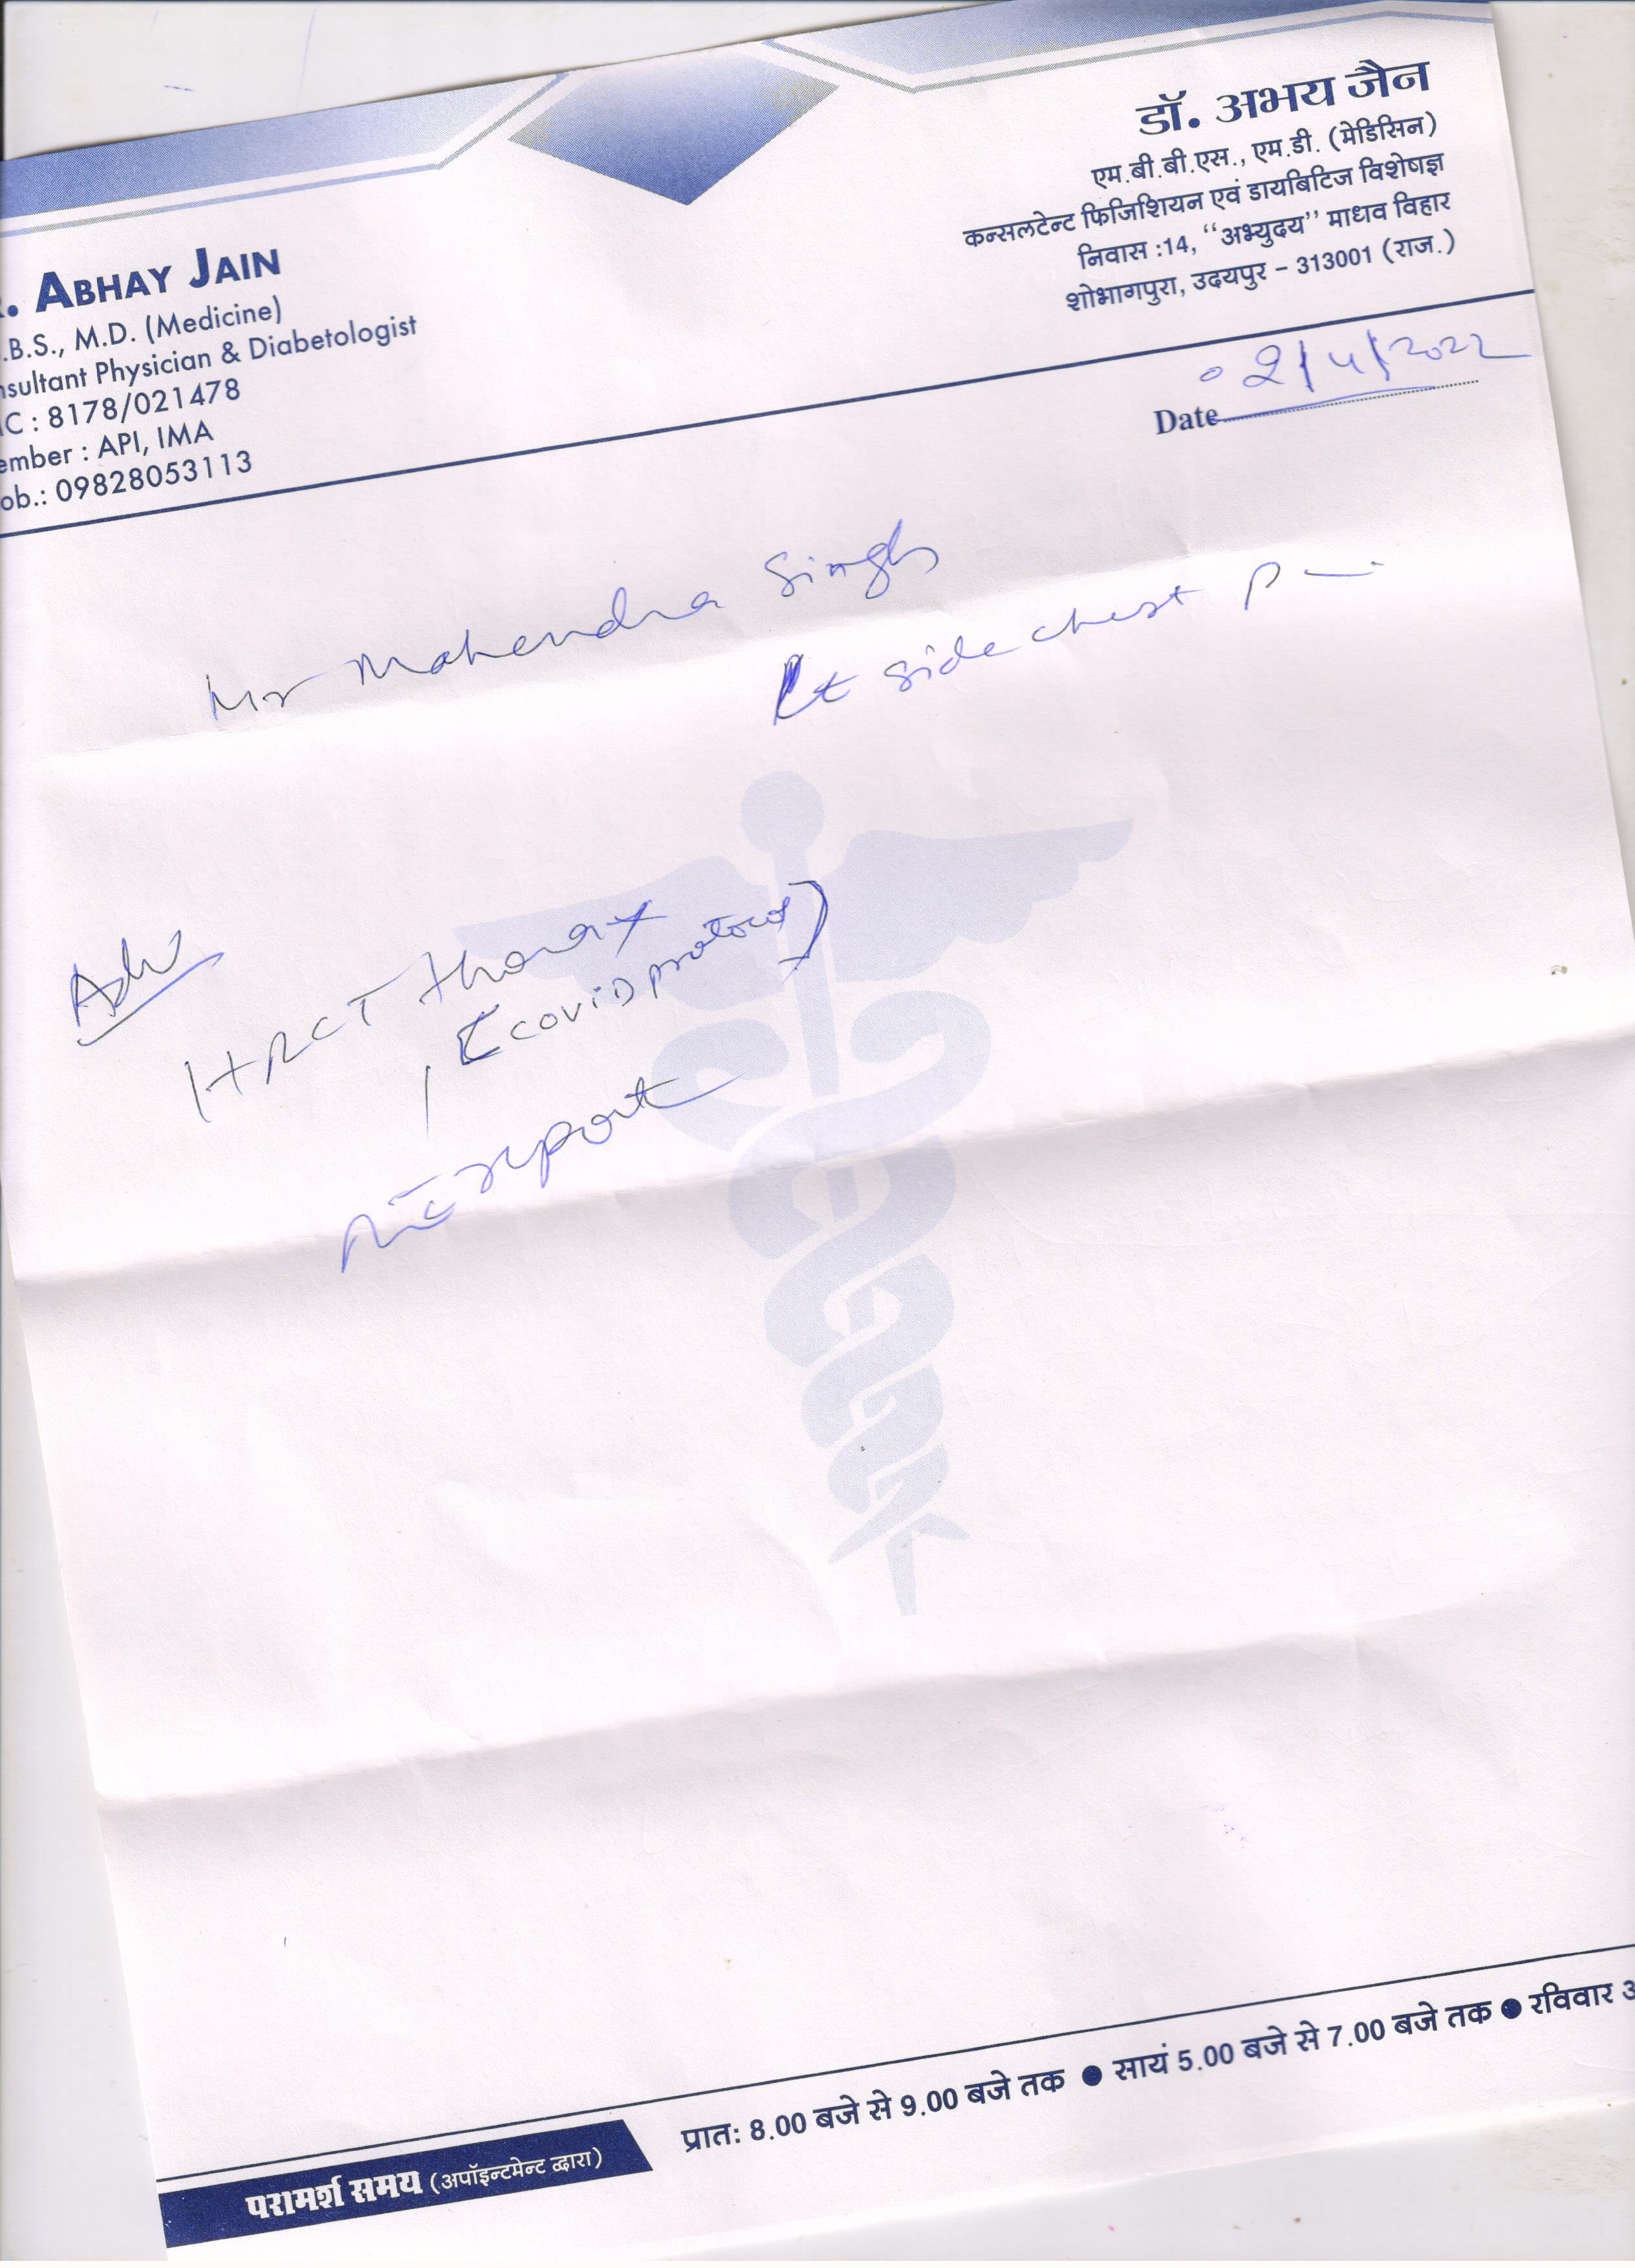 डॉ. अभय जैन
एम.बी.बी.एस., एम.डी. (मेडिसिन)
कन्सलटेन्ट फिजिशियन एवं डायबिटिज विशेषज्ञ
निवास :14, ‘‘अभ्युदय’’ माधव विहार
शोभागपुरा, उदयपुर – 313001 (राज.)
. ABHAY JAIN
.B.S., M.D. (Medicine)
nsultant Physician & Diabetologist
C : 8178/021478
ember : API, IMA
ob.: 09828053113
Date 02/4/2022
Mr Mahendra Singh
Rt side chest
Adv
HRCT thorax
(c̄ COVID protocol)
c̄ report
प्रातः 8.00 बजे से 9.00 बजे तक ● सायं 5.00 बजे से 7.00 बजे तक ● रविवार
परामर्श समय (अपॉइन्टमेन्ट द्वारा)